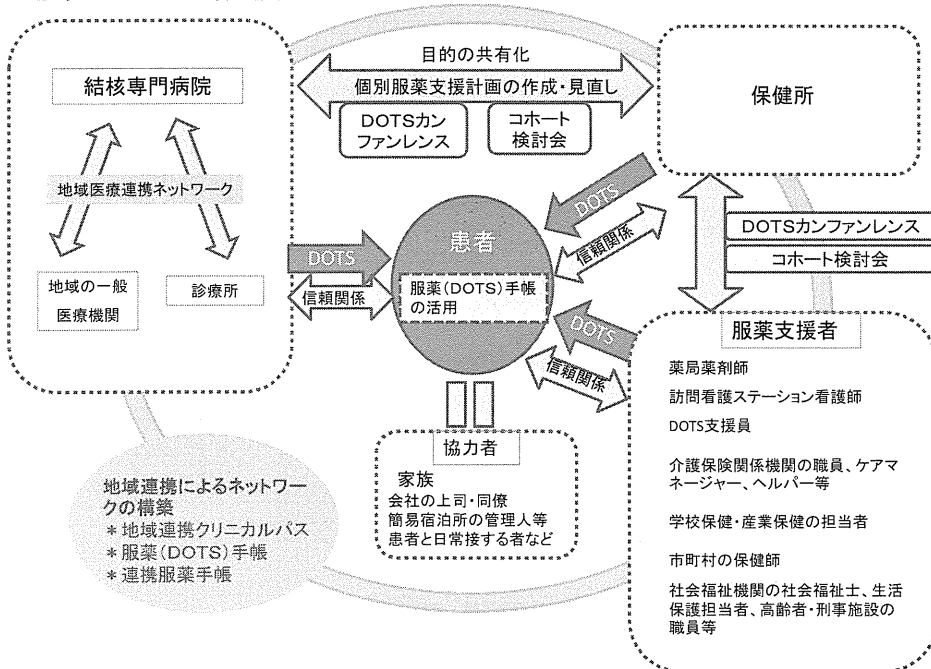 目的の共有化
個別服薬支援計画の作成・見直し
DOTSカン
ファンレンス
コホート
検討会
結核専門病院
地域医療連携ネットワーク
地域の一般
医療機関
診療所
保健所
DOTS
信頼関係
DOTS
信頼関係
患者
服薬(DOTS)手帳
の活用
DOTS
信頼関係
DOTSカンファンレンス
コホート検討会
服薬支援者
薬局薬剤師
訪問看護ステーション看護師
DOTS支援員
介護保険関係機関の職員、ケアマ
ネージャー、ヘルパー等
学校保健・産業保健の担当者
市町村の保健師
社会福祉機関の社会福祉士、生活
保護担当者、高齢者・刑事施設の
職員等
協力者
家族
会社の上司・同僚
簡易宿泊所の管理人等
患者と日常接する者など
地域連携によるネットワー
クの構築
*地域連携クリニカルパス
*服薬(DOTS)手帳
*連携服薬手帳